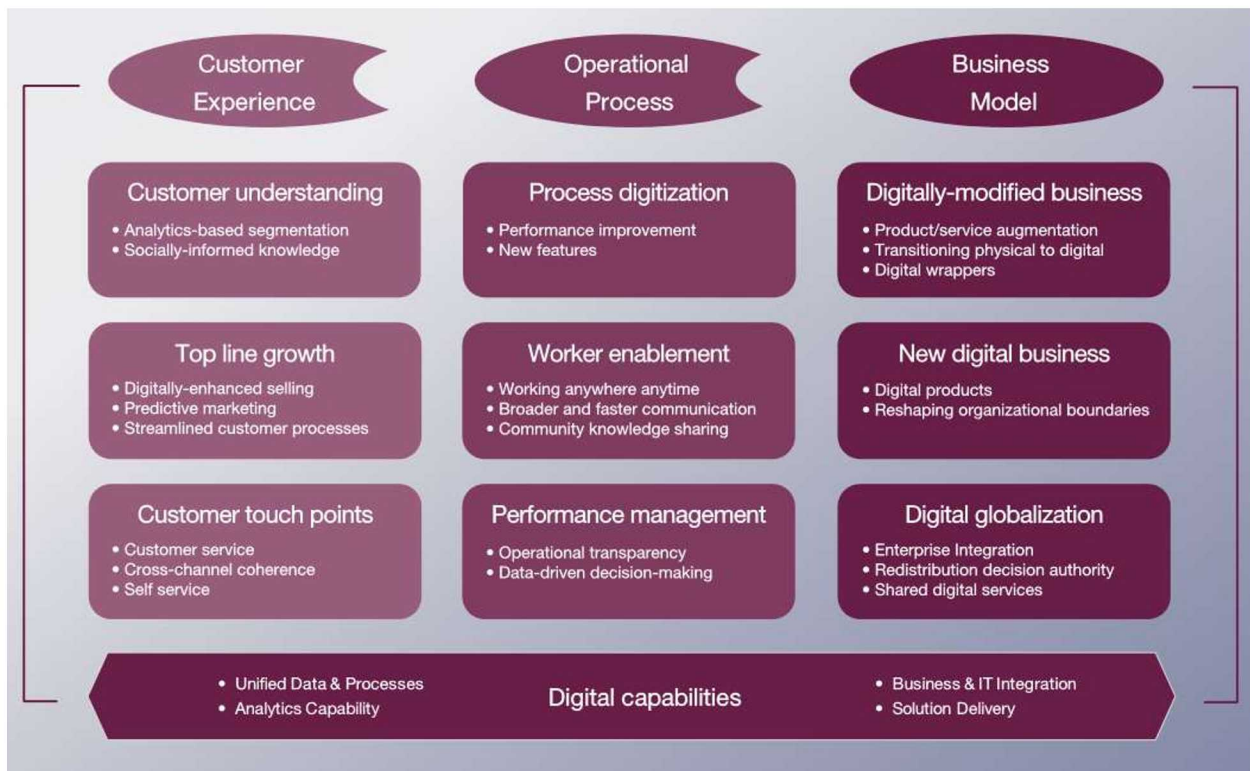 Customer
Experience
Operational
Process
Business
Model
Customer understanding
• Analytics-based segmentation
• Socially-informed knowledge
Process digitization
• Performance improvement
• New features
Digitally-modified business
• Product/service augmentation
• Transitioning physical to digital
• Digital wrappers
Top line growth
• Digitally-enhanced selling
• Predictive marketing
• Streamlined customer processes
Worker enablement
• Working anywhere anytime
• Broader and faster communication
• Community knowledge sharing
New digital business
• Digital products
• Reshaping organizational boundaries
Customer touch points
• Customer service
• Cross-channel coherence
• Self service
Performance management
• Operational transparency
• Data-driven decision-making
Digital globalization
• Enterprise Integration
• Redistribution decision authority
• Shared digital services
• Unified Data & Processes
• Analytics Capability
Digital capabilities
• Business & IT Integration
• Solution Delivery